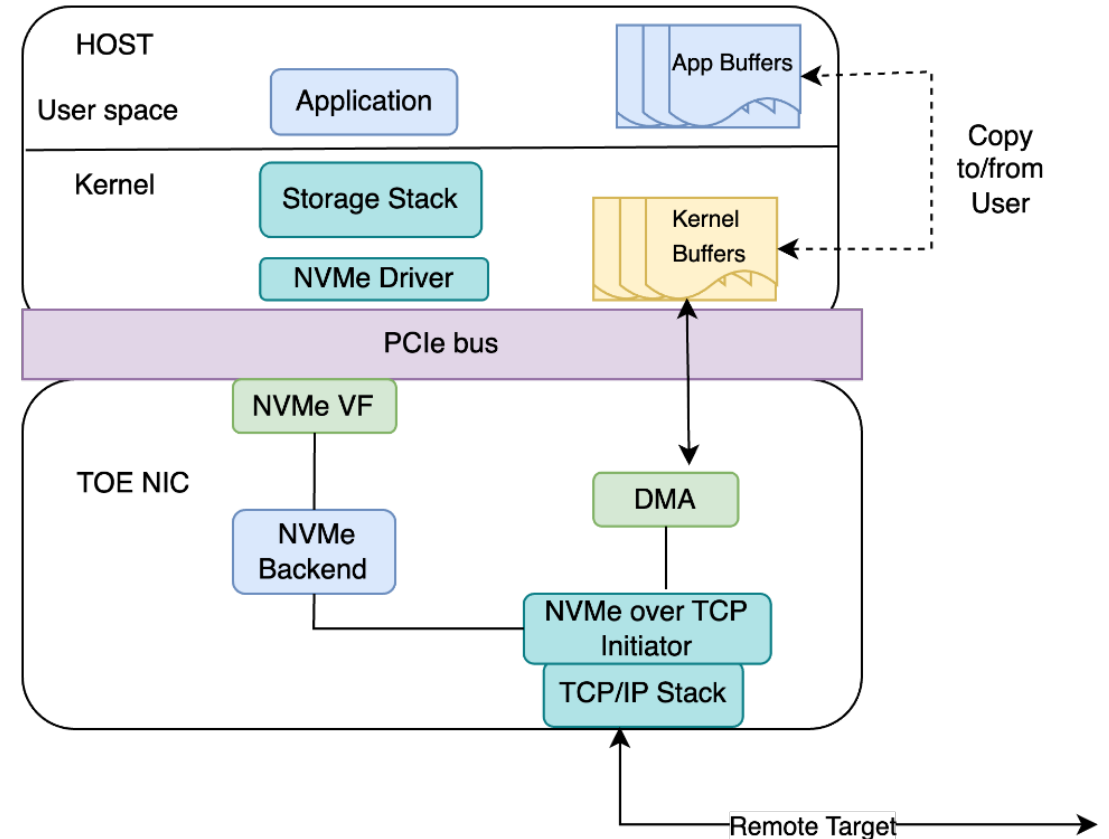 HOST
App Buffers
Application
User space
Copy
to/from
User
Kernel
Storage Stack
Kernel
Buffers
NVMe Driver
PCIe bus
NVMe VF
TOE NIC
DMA
NVMe
Backend
NVMe over TCP
Initiator
TCP/IP Stack
Remote Target